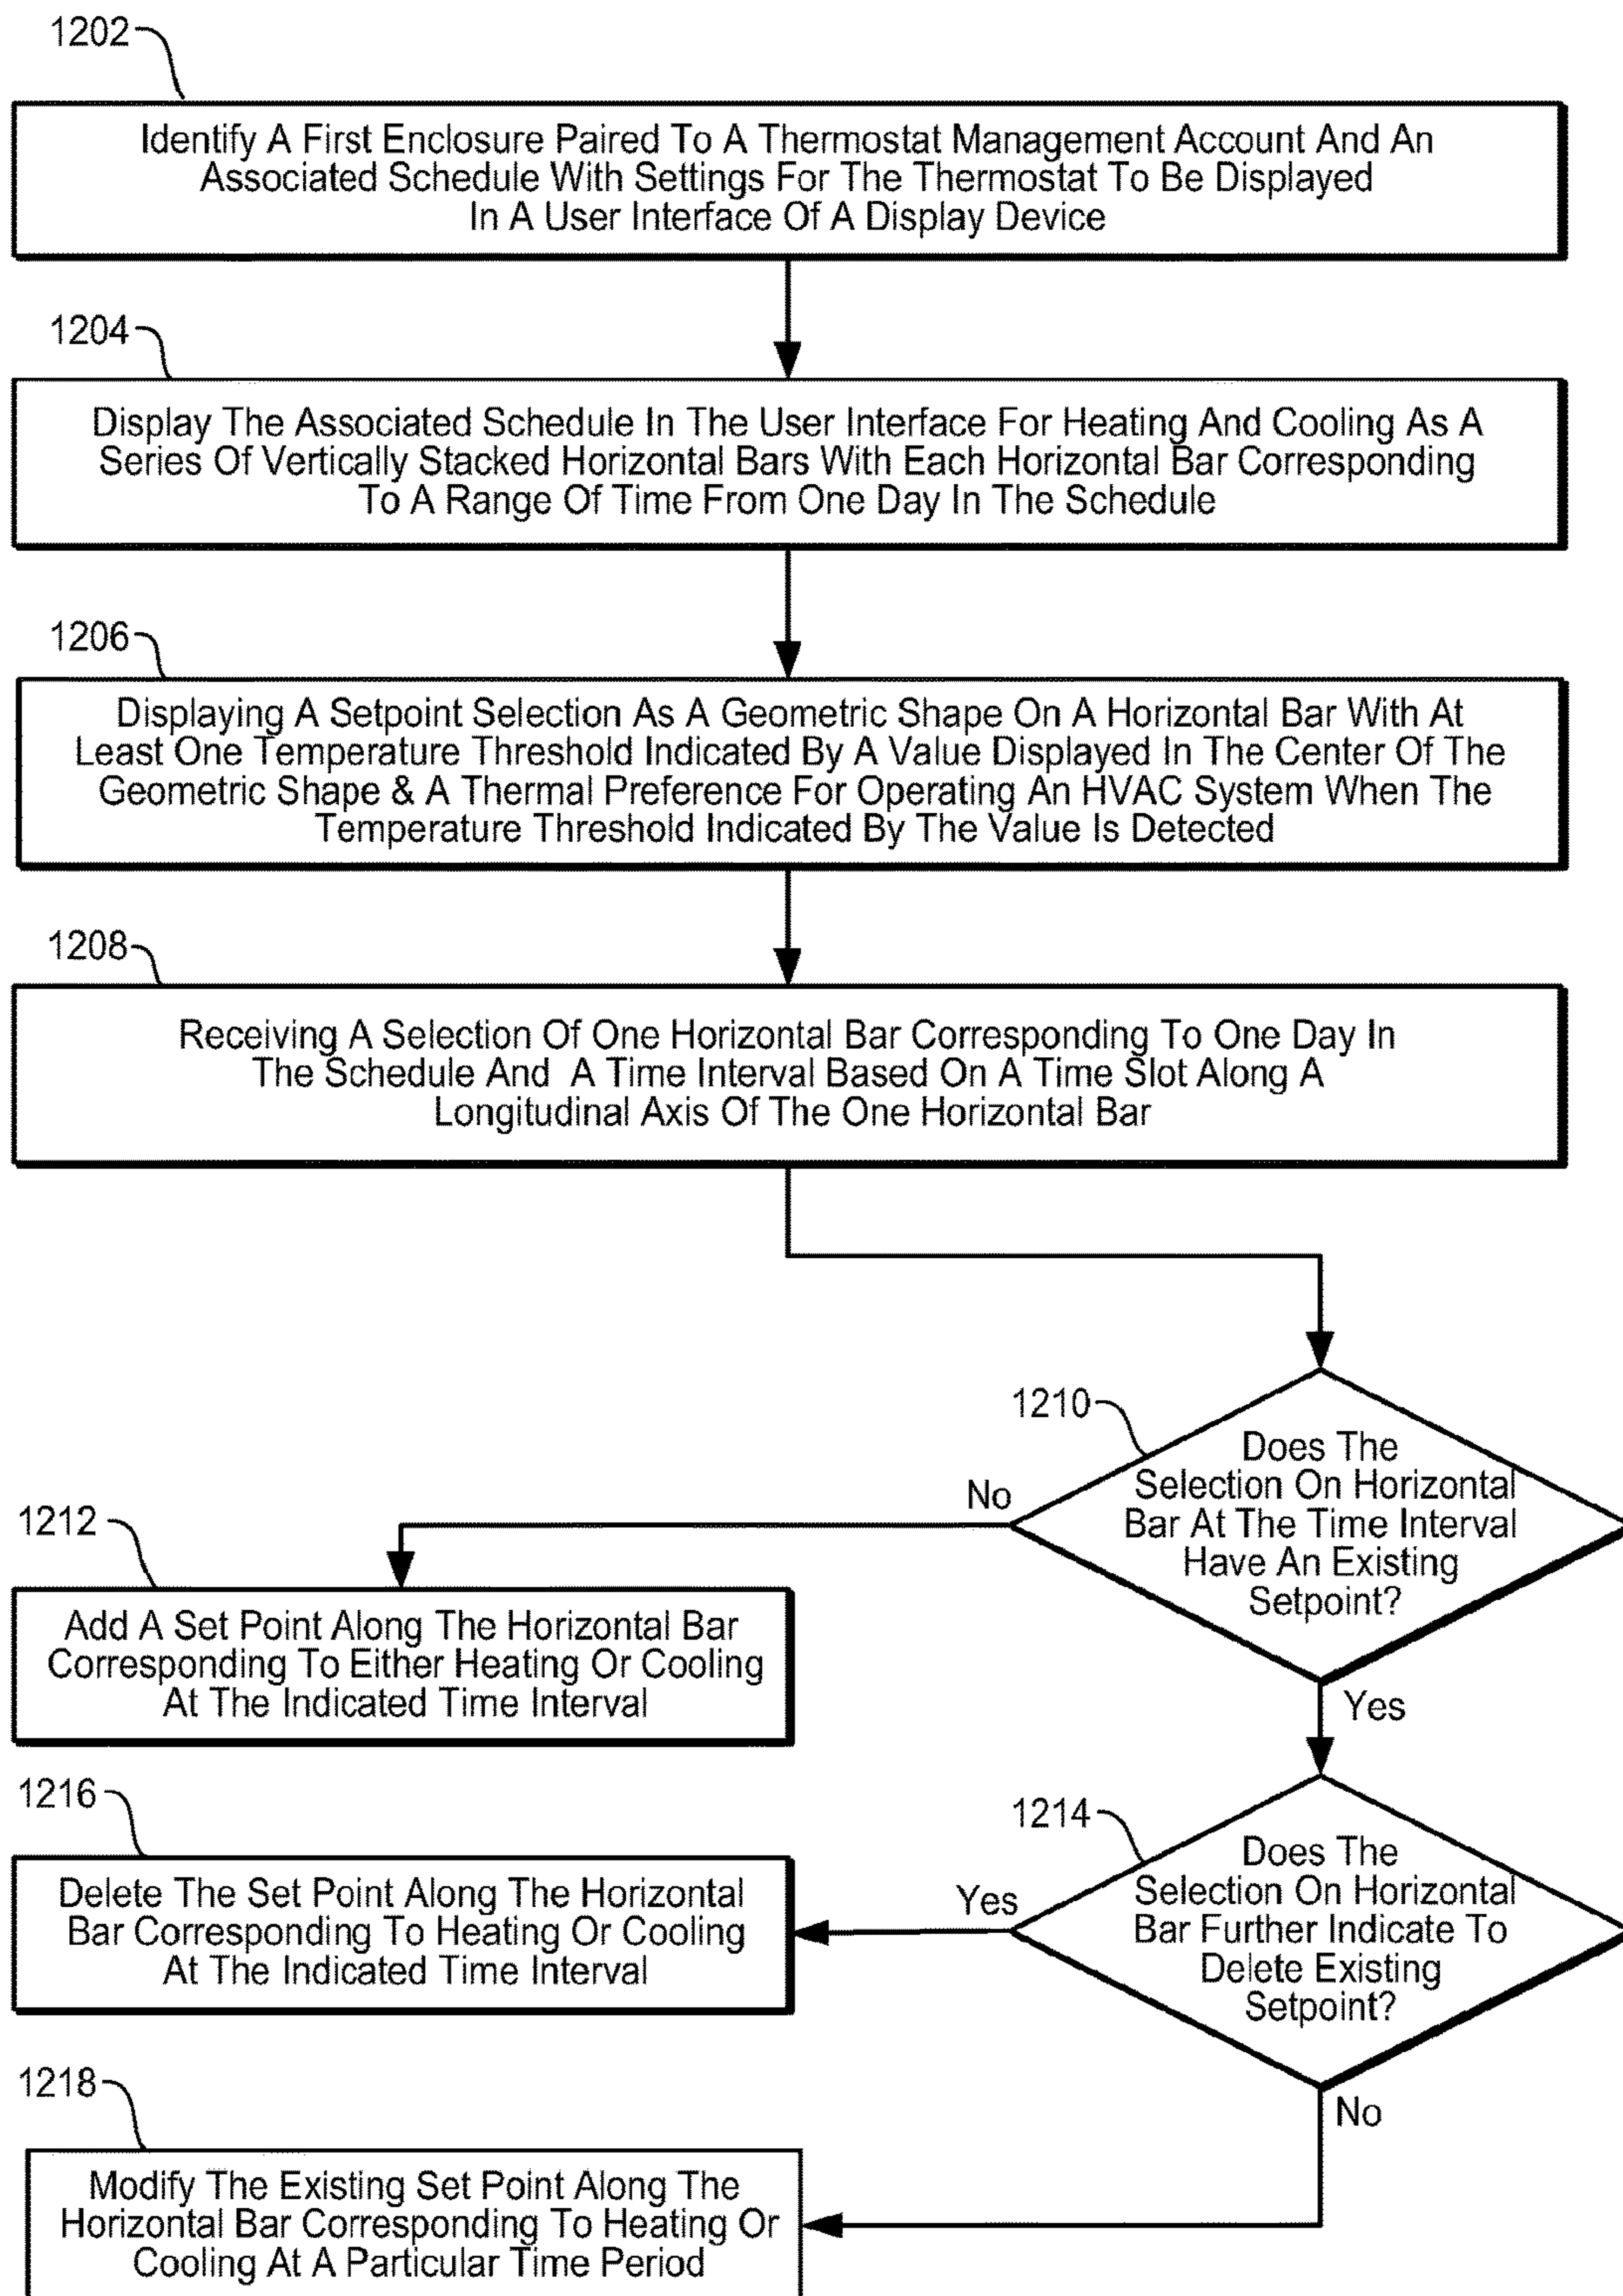 1202
Identify A First Enclosure Paired To A Thermostat Management Account And An
Associated Schedule With Settings For The Thermostat To Be Displayed
In A User Interface Of A Display Device
1204
Display The Associated Schedule In The User Interface For Heating And Cooling As A
Series Of Vertically Stacked Horizontal Bars With Each Horizontal Bar Corresponding
To A Range Of Time From One Day In The Schedule
1206
Displaying A Setpoint Selection As A Geometric Shape On A Horizontal Bar With At
Least One Temperature Threshold Indicated By A Value Displayed In The Center Of The
Geometric Shape & A Thermal Preference For Operating An HVAC System When The
Temperature Threshold Indicated By The Value Is Detected
1208
Receiving A Selection Of One Horizontal Bar Corresponding To One Day In
The Schedule And A Time Interval Based On A Time Slot Along A
Longitudinal Axis Of The One Horizontal Bar
1210
Does The
Selection On Horizontal
Bar At The Time Interval
Have An Existing
Setpoint?
No
Yes
1212
Add A Set Point Along The Horizontal Bar
Corresponding To Either Heating Or Cooling
At The Indicated Time Interval
1214
Does The
Selection On Horizontal
Bar Further Indicate To
Delete Existing
Setpoint?
Yes
No
1216
Delete The Set Point Along The Horizontal
Bar Corresponding To Heating Or Cooling
At The Indicated Time Interval
1218
Modify The Existing Set Point Along The
Horizontal Bar Corresponding To Heating Or
Cooling At A Particular Time Period